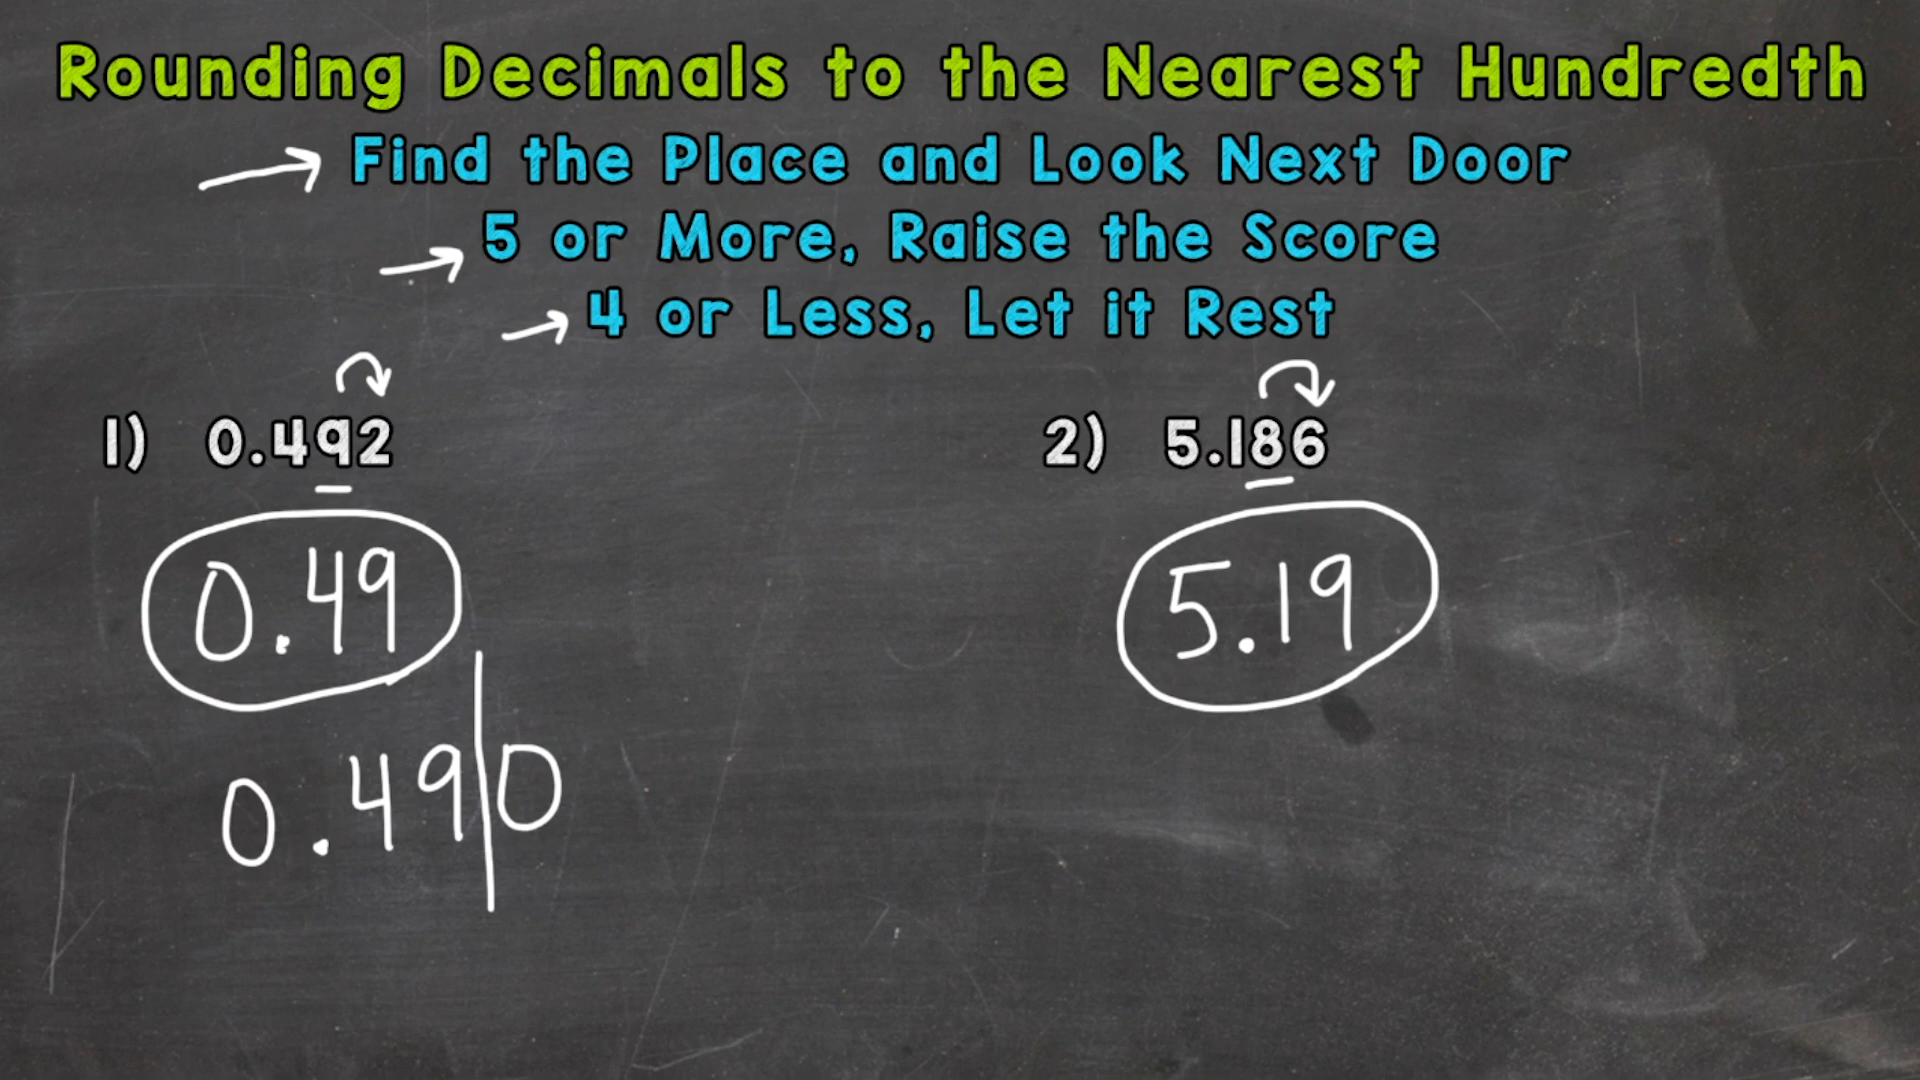 Rounding Decimals to the Nearest Hundredth
Find the Place and Look Next Door
5 or More, Raise the Score
4 or Less, Let it Rest
1) 0.492
2) 5.186
0.49
5.19
0.49|0